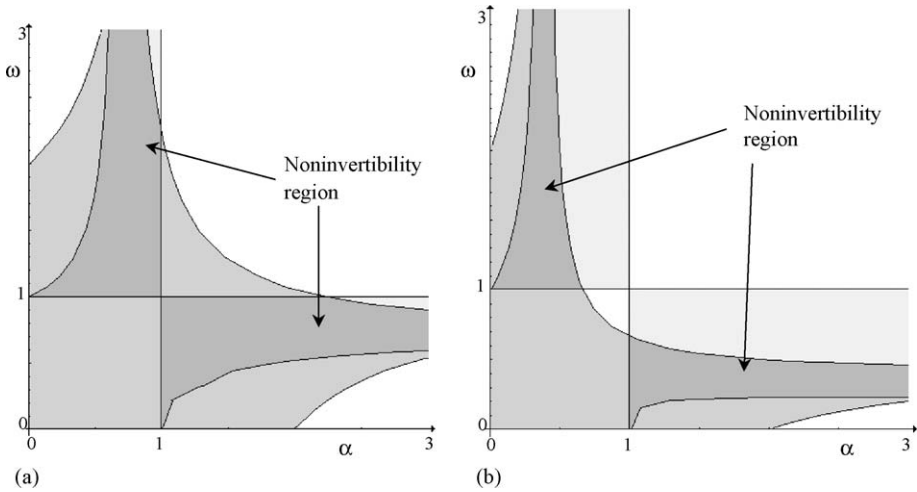 3
ω
Noninvertibility
region
1
0
0
1
α
3
(a)
3
ω
Noninvertibility
region
1
0
0
1
α
3
(b)